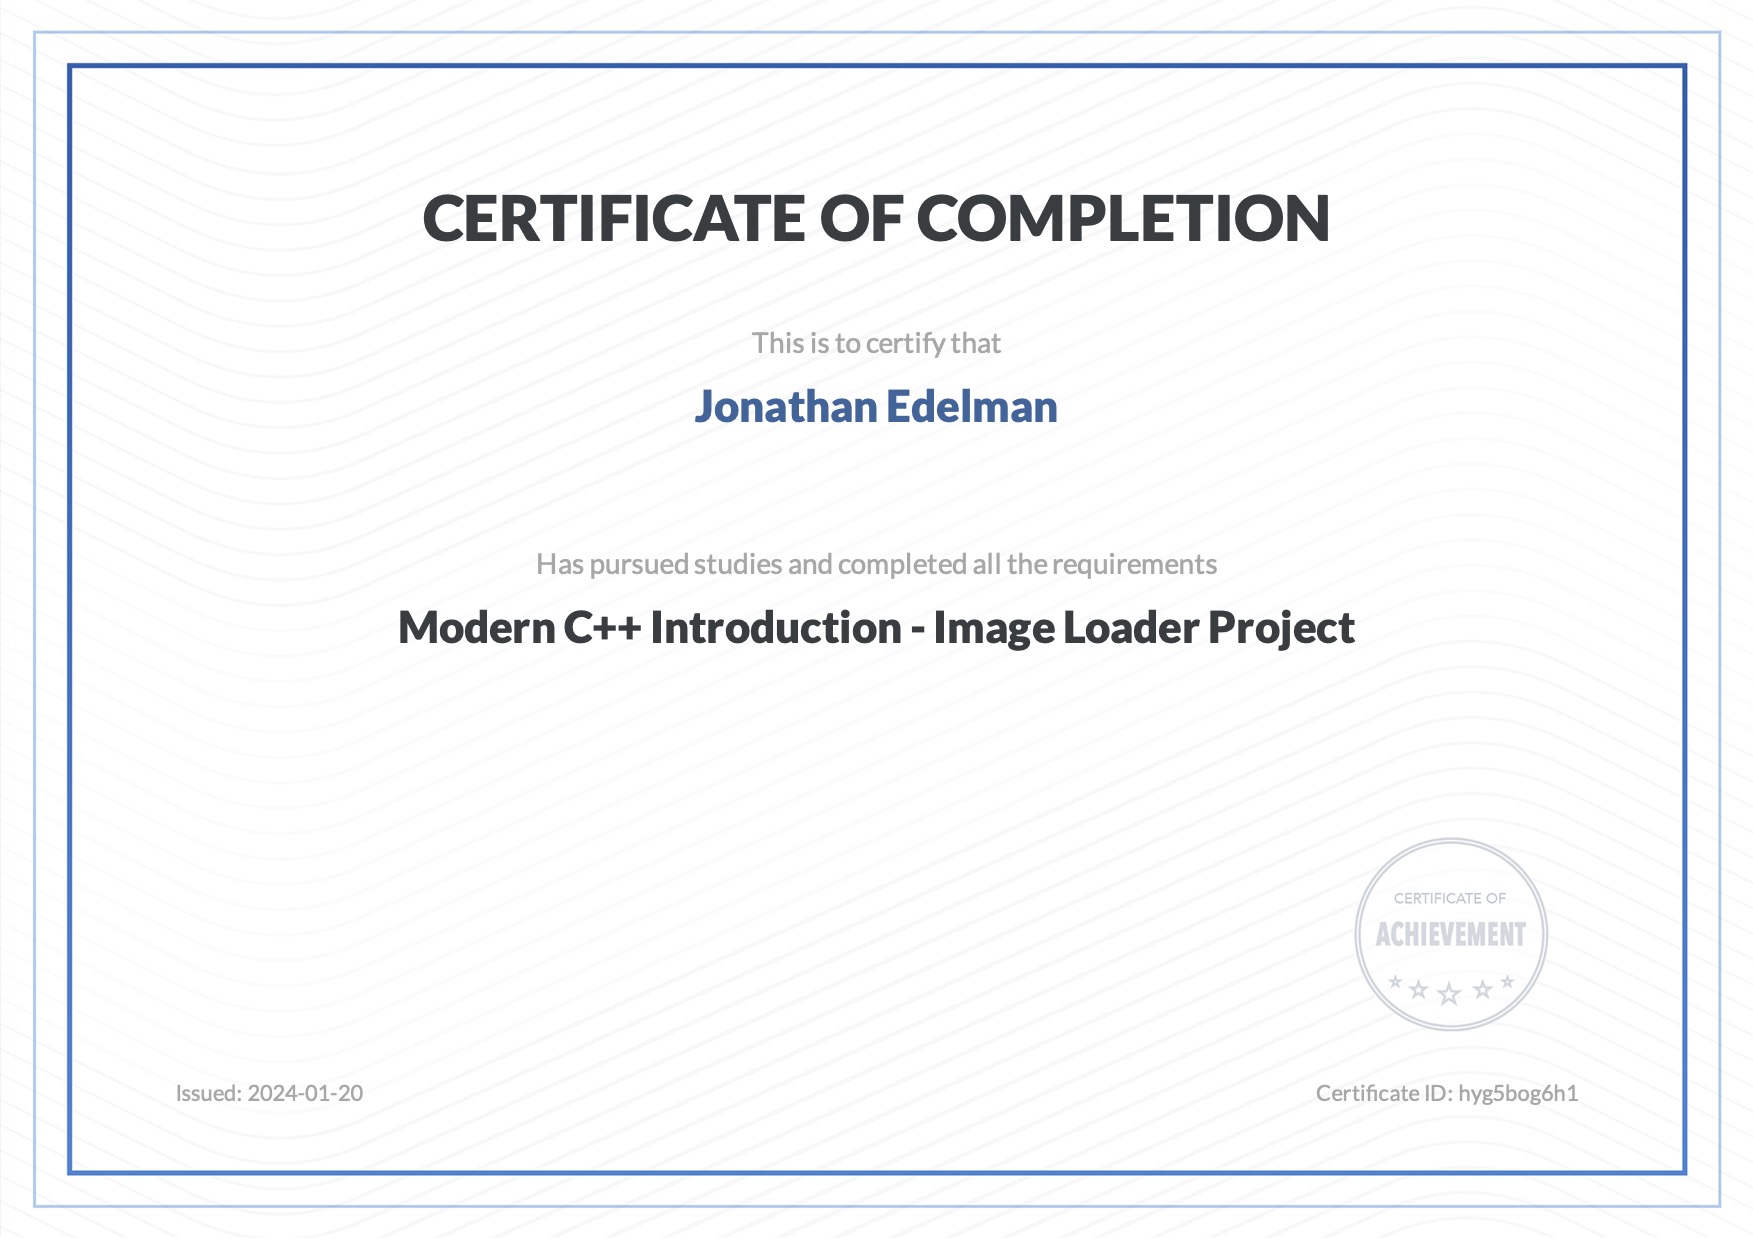 CERTIFICATE OF COMPLETION
This is to certify that
Jonathan Edelman
Has pursued studies and completed all the requirements
Modern C++ Introduction - Image Loader Project
CERTIFICATE OF
ACHIEVEMENT
Issued: 2024-01-20
Certificate ID: hyg5bog6h1